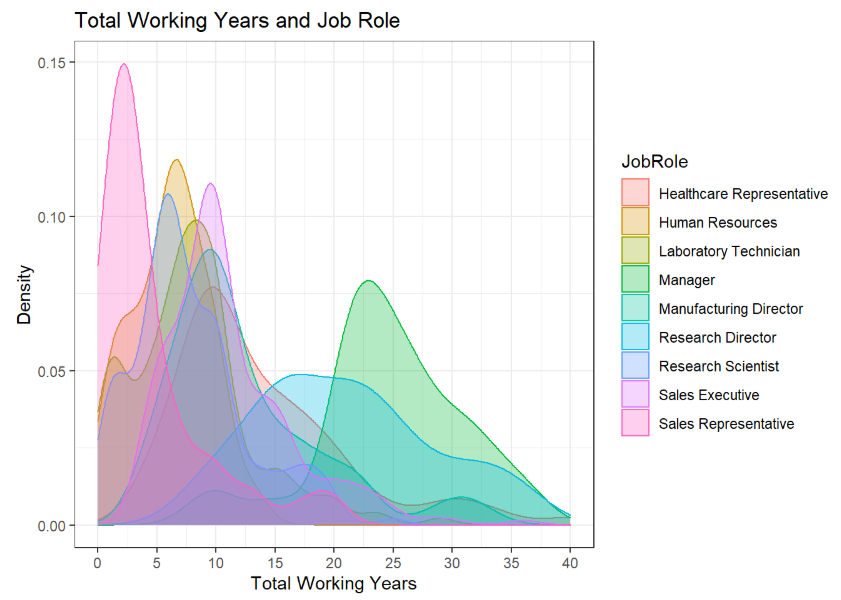 Total Working Years and Job Role
0.15
0.10
0.05
0.00
Density
0 5 10 15 20 25 30 35 40
Total Working Years
JobRole
Healthcare Representative
Human Resources
Laboratory Technician
Manager
Manufacturing Director
Research Director
Research Scientist
Sales Executive
Sales Representative